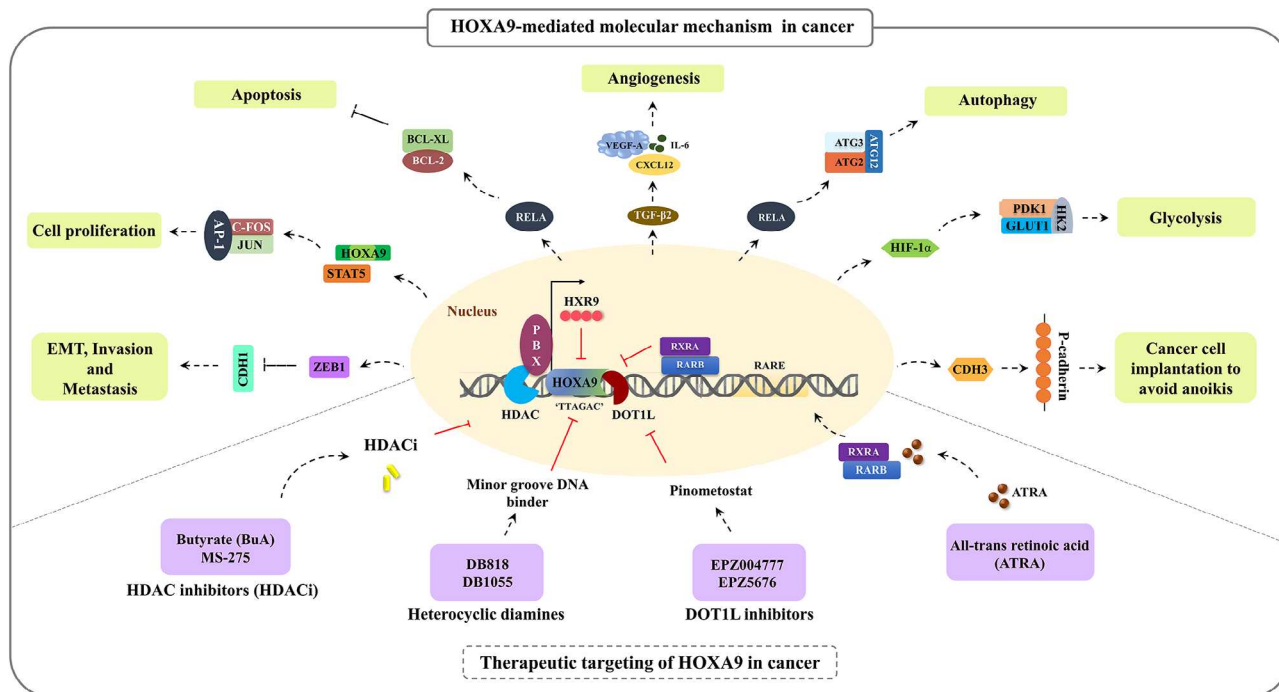 HOXA9-mediated molecular mechanism in cancer
Apoptosis
BCL-XL
BCL-2
RELA
Angiogenesis
VEGF-A
IL-6
CXCL12
TGF-β2
Autophagy
ATG3
ATG2
ATG12
RELA
Cell proliferation
AP-1
C-FOS
JUN
HOXA9
STAT5
PDK1
GLUT1
HK2
Glycolysis
HIF-1α
EMT, Invasion
and
Metastasis
CDH1
ZEB1
Nucleus
P
B
X
HXR9
RXRA
RARB
RARE
HOXA9
HDAC
'TTAGAC'
DOT1L
CDH3
P-cadherin
Cancer cell
implantation to
avoid anoikis
HDACi
Minor groove DNA
binder
Pinometostat
RXRA
RARB
ATRA
Butyrate (BuA)
MS-275
HDAC inhibitors (HDACi)
DB818
DB1055
Heterocyclic diamines
EPZ004777
EPZ5676
DOT1L inhibitors
All-trans retinoic acid
(ATRA)
Therapeutic targeting of HOXA9 in cancer